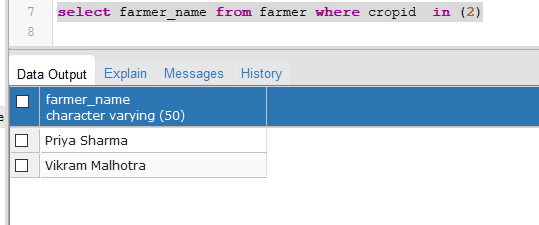 7 select farmer_name from farmer where cropid  in (2)
8
Data Output Explain Messages History
e
farmer_name
character varying (50)
Priya Sharma
Vikram Malhotra